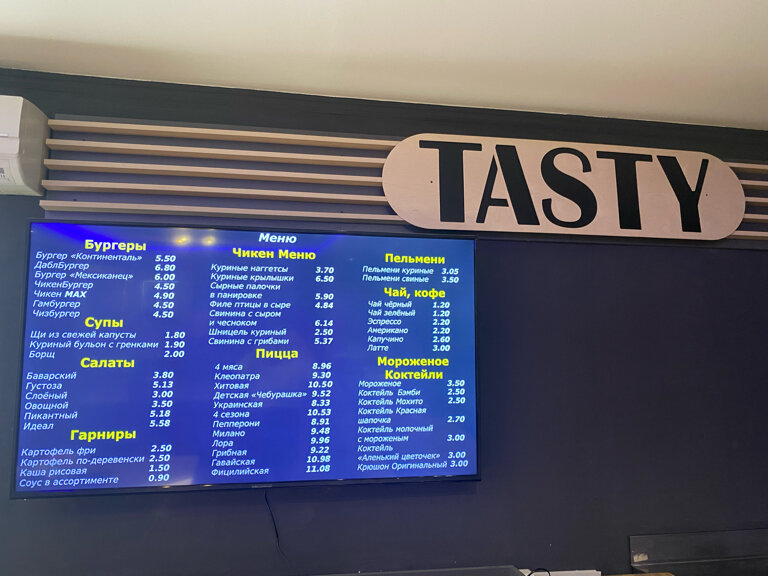 TASTY
Меню
Бургеры
Бургер «Континенталь» 5.50
ДаблБургер 6.80
Бургер «Мексиканец» 6.00
ЧикенБургер 4.50
Чикен MAX 4.90
Гамбургер 4.50
Чизбургер 4.50
Супы
Щи из свежей капусты 1.80
Куриный бульон с гренками 1.90
Борщ 2.00
Салаты
Баварский 3.80
Густоза 5.13
Слоёный 3.00
Овощной 3.50
Пикантный 5.18
Идеал 5.58
Гарниры
Картофель фри 2.50
Картофель по-деревенски 2.50
Каша рисовая 1.50
Соус в ассортименте 0.90
Чикен Меню
Куриные наггетсы 3.70
Куриные крылышки 6.50
Сырные палочки
в панировке 5.90
Филе птицы в сыре 4.84
Свинина с сыром
и чесноком 6.14
Шницель куриный 2.50
Свинина с грибами 5.37
Пицца
4 мяса 8.96
Клеопатра 9.30
Хитовая 10.50
Детская «Чебурашка» 9.52
Украинская 8.33
4 сезона 10.53
Пепперони 8.91
Милано 9.48
Лора 9.96
Грибная 9.22
Гавайская 10.98
Фицилийская 11.08
Пельмени
Пельмени куриные 3.05
Пельмени свиные 3.50
Чай, кофе
Чай чёрный 1.20
Чай зелёный 1.20
Эспрессо 2.20
Американо 2.20
Капучино 2.60
Латте 3.00
Мороженое
Коктейли
Мороженое 3.50
Коктейль Бэмби 2.50
Коктейль Мохито 2.50
Коктейль Красная
шапочка 2.70
Коктейль молочный
с мороженым 3.00
Коктейль
«Аленький цветочек» 3.00
Крюшон Оригинальный 3.00